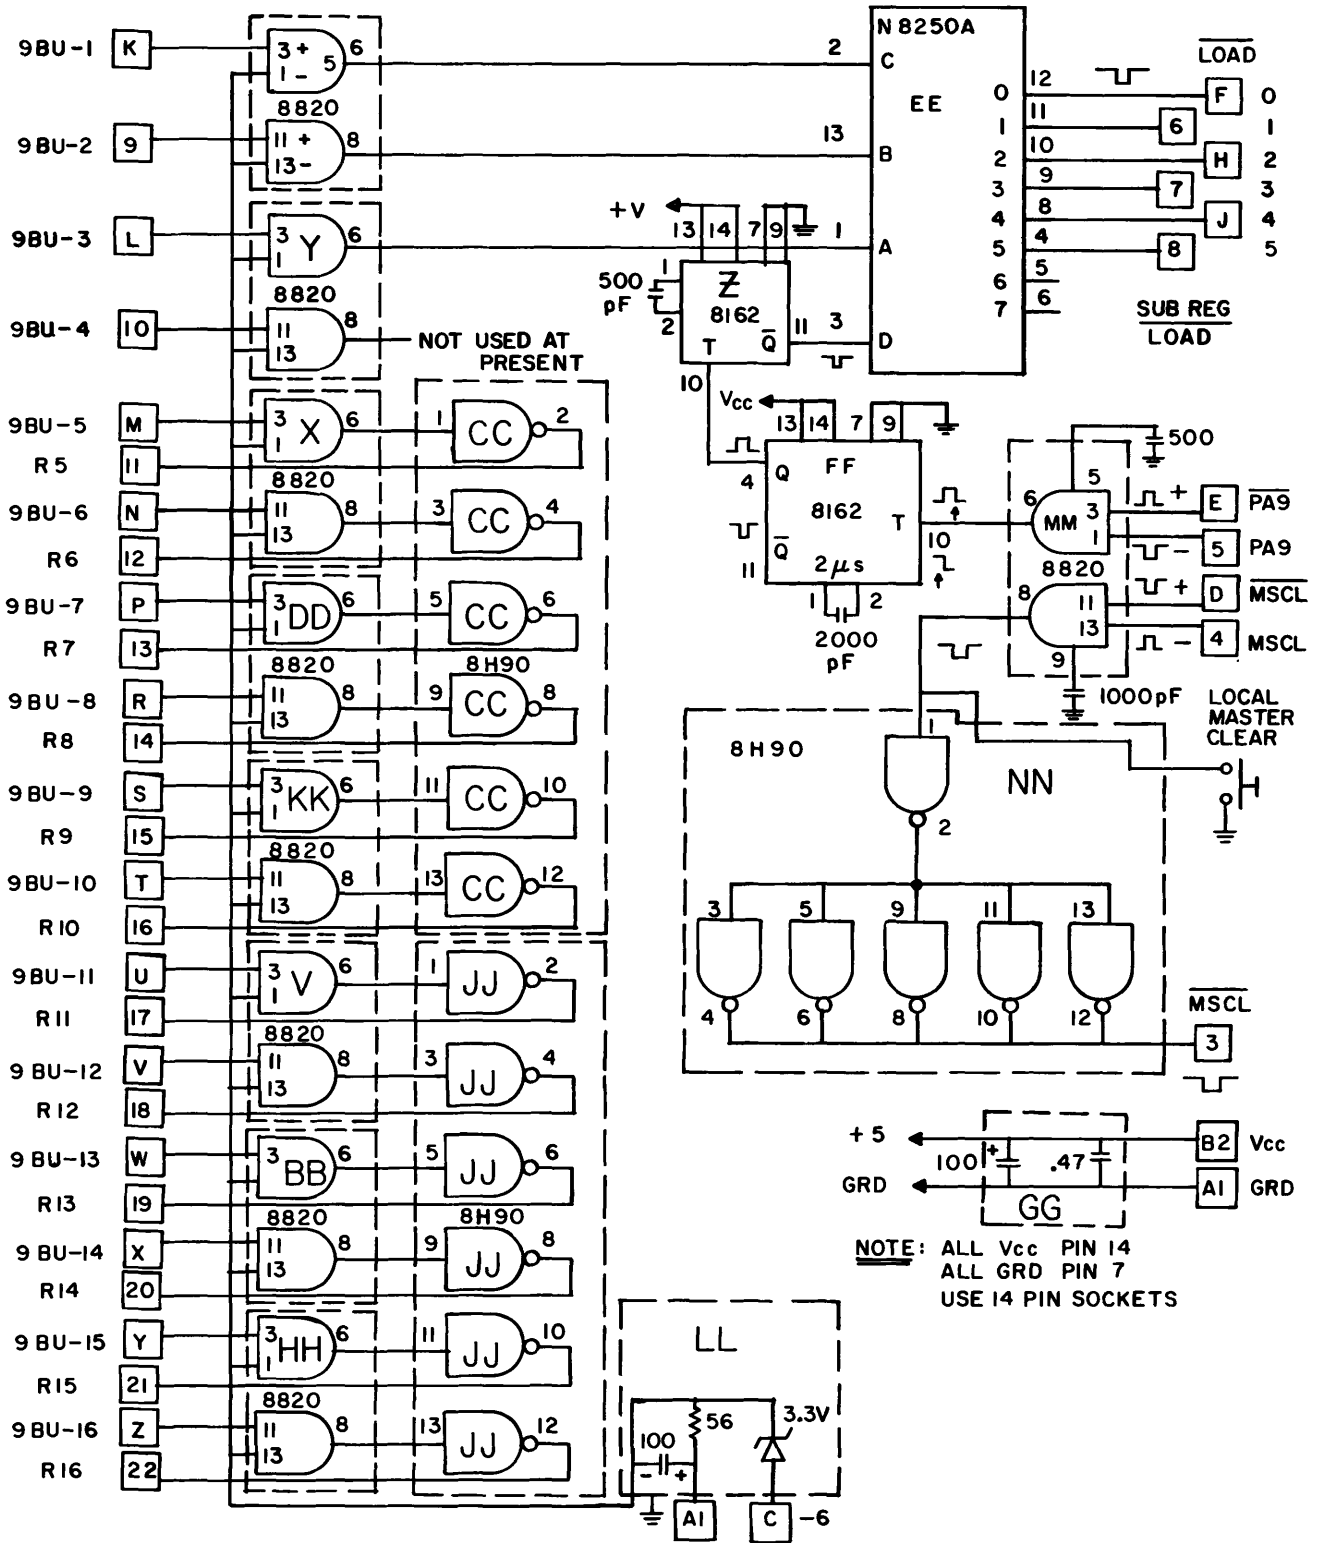 9BU-1 K 3 + 1 - 5 6 2 C
8820
9BU-2 9 11 + 13 - 8 13 B
N8250A
EE
0 12 F 0
LOAD
1 11 6 1
2 10 H 2
3 9 7 3
4 8 J 4
5 4 8 5
6 5
7 6
SUB REG
LOAD
9BU-3 L 3 1 Y 6 1 A
8820
9BU-4 10 11 13 8 NOT USED AT
PRESENT
+V 13 14 7 9
500
pF
1
2
Z
8162
T Q
11 3 D
10
Vcc 13 14 7 9
4 Q FF
8162 T 10
Q
11
2μs
1 2
2000
pF
500
5
6 MM 3 1
+ E PA9
- 5 PA9
8820
8 11 13
+ D MSCL
- 4 MSCL
9
1000pF
LOCAL
MASTER
CLEAR
9BU-5 M 3 1 X 6 1 CC 2
R5 11
8820
9BU-6 N 11 13 8 3 CC 4
R6 12
9BU-7 P 3 1 DD 6 5 CC 6
R7 13
8820 8H90
9BU-8 R 11 13 8 9 CC 8
R8 14
9BU-9 S 3 1 KK 6 11 CC 10
R9 15
8820
9BU-10 T 11 13 8 13 CC 12
R10 16
9BU-11 U 3 1 V 6 1 JJ 2
R11 17
8820
9BU-12 V 11 13 8 3 JJ 4
R12 18
9BU-13 W 3 BB 6 5 JJ 6
R13 19
8820 8H90
9BU-14 X 11 13 8 9 JJ 8
R14 20
9BU-15 Y 3 1 HH 6 11 JJ 10
R15 21
8820
9BU-16 Z 11 13 8 13 JJ 12
R16 22
8H90 1 NN
2
3 5 9 11 13
4 6 8 10 12
MSCL
3
+5 B2 Vcc
100 + .47
GRD A1 GRD
GG
NOTE: ALL Vcc PIN 14
ALL GRD PIN 7
USE 14 PIN SOCKETS
LL
56 3.3V
100
- +
A1 C -6